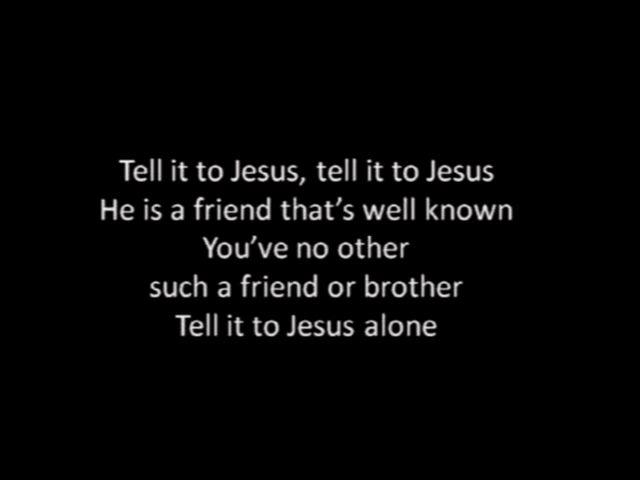 Tell it to Jesus, tell it to Jesus
He is a friend that’s well known
You’ve no other
such a friend or brother
Tell it to Jesus alone